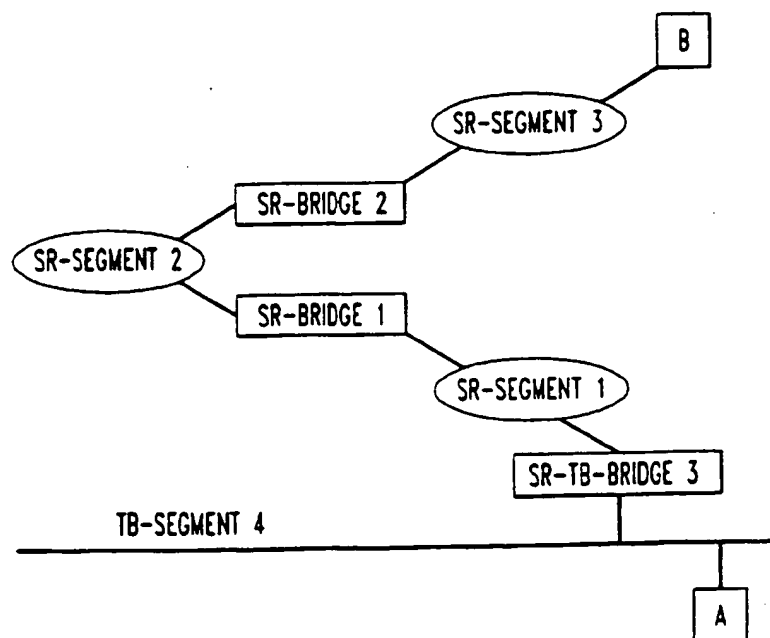 B
SR-SEGMENT 3
SR-BRIDGE 2
SR-SEGMENT 2
SR-BRIDGE 1
SR-SEGMENT 1
SR-TB-BRIDGE 3
TB-SEGMENT 4
A